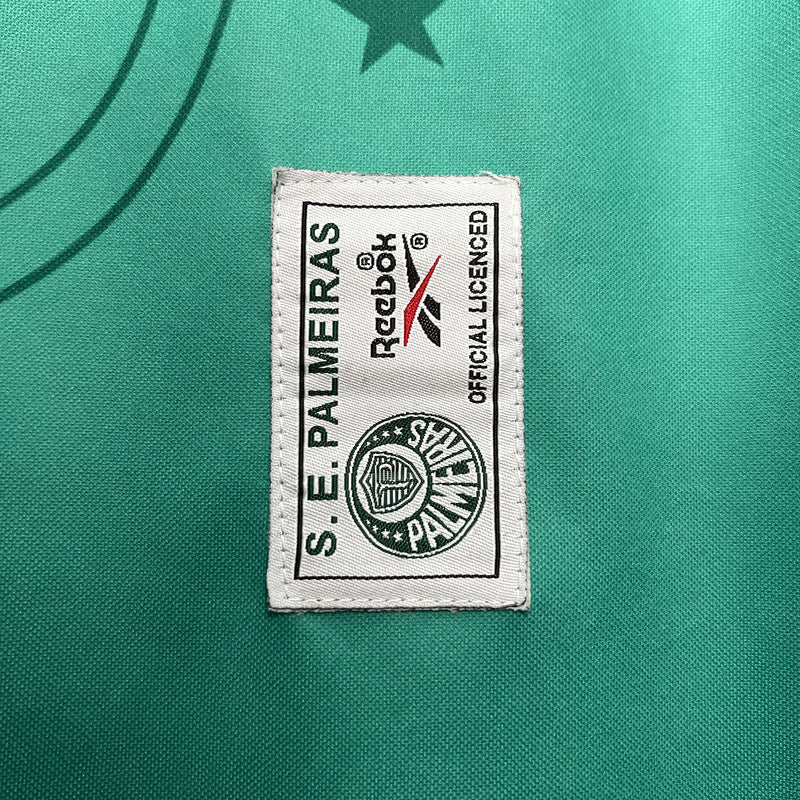 S. E. PALMEIRAS
PALMEIRAS
Reebok®
®
OFFICIAL LICENCED